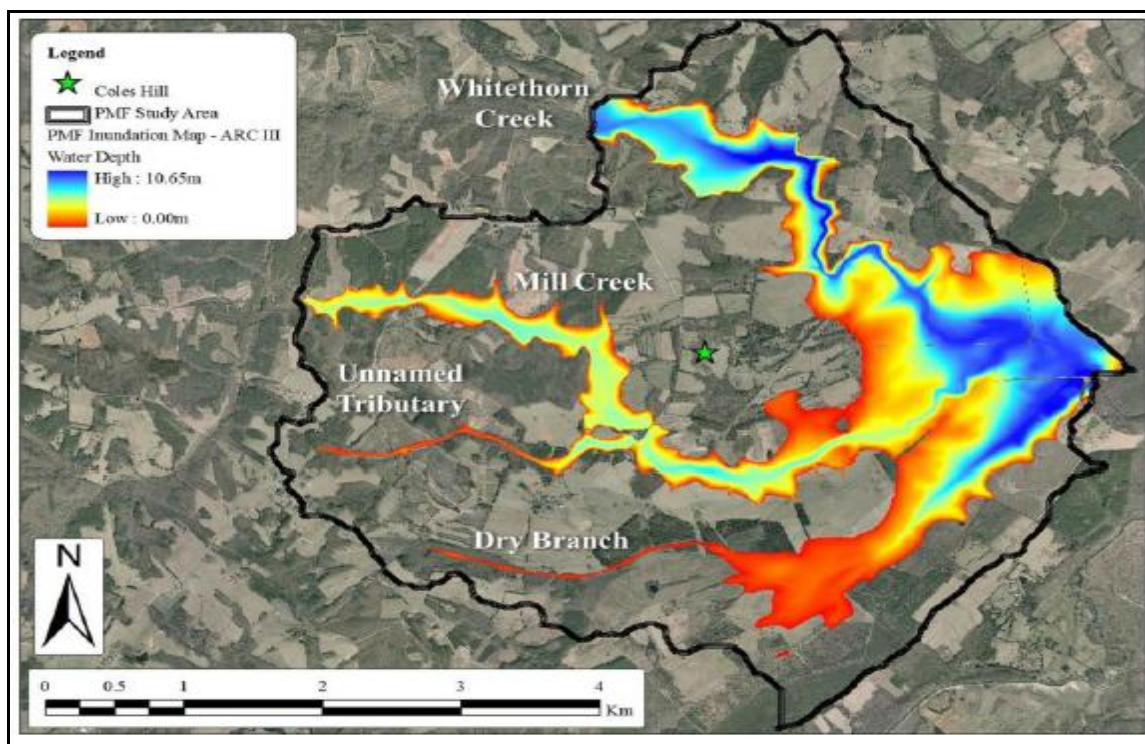 Legend
Coles Hill
PMF Study Area
PMF Inundation Map - ARC III
Water Depth
High : 10.65m
Low : 0.00m
Whitethorn
Creek
Mill Creek
Unnamed
Tributary
Dry Branch
N
0 0.5 1 2 3 4
Km